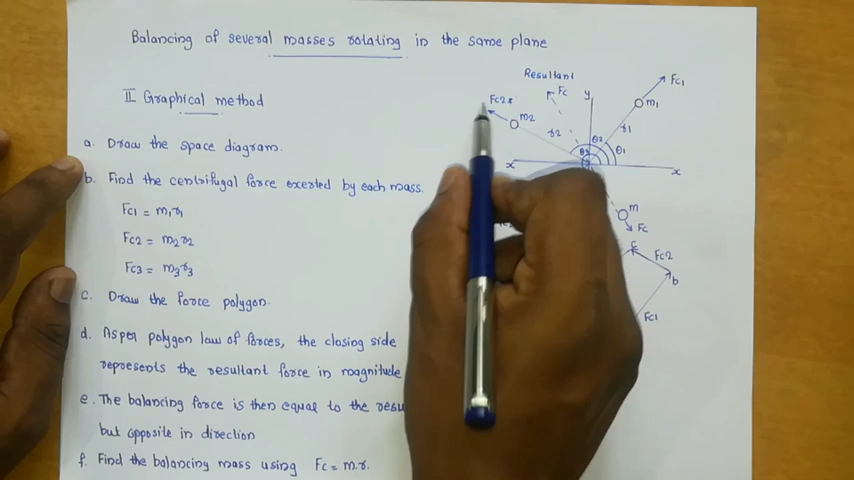 Balancing of several masses rotating in the same plane
II Graphical method
a. Draw the space diagram.
b. Find the centrifugal force exerted by each mass.
Fc1 = m1r1
Fc2 = m2r2
Fc3 = m3r3
c. Draw the force polygon.
d. As per polygon law of forces, the closing side
represents the resultant force in magnitude
e. The balancing force is then equal to the
but opposite in direction
f. Find the balancing mass using Fc = m.r.
Resultant
Fc
y
Fc1
Fc2
m1
m2
r2
r1
θ2
θ3
θ1
x
x
m
Fc
c
Fc2
b
Fc1